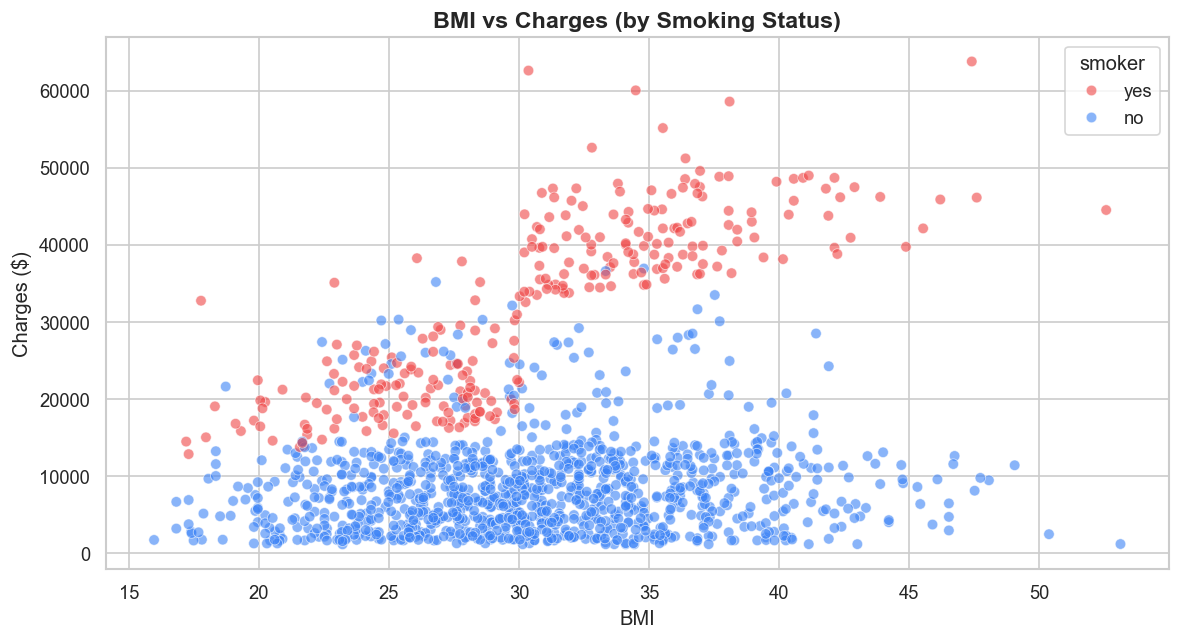 BMI vs Charges (by Smoking Status)
smoker
yes
no
Charges ($)
60000
50000
40000
30000
20000
10000
0
15 20 25 30 35 40 45 50
BMI